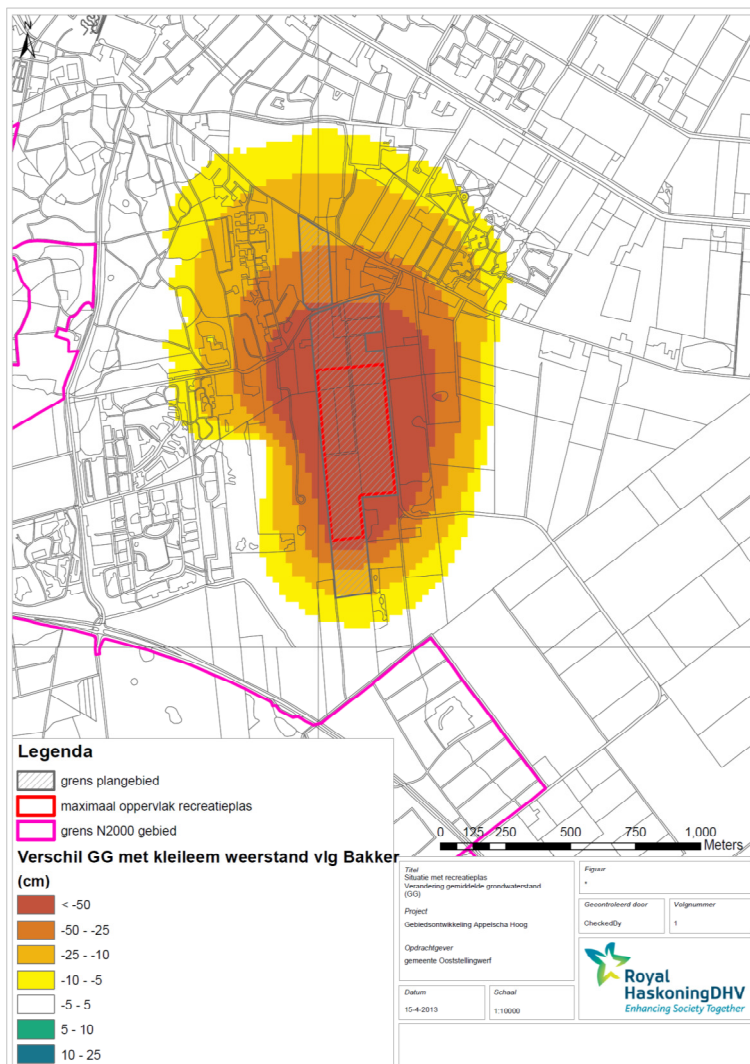 N
Legenda
grens plangebied
maximaal oppervlak recreatieplas
grens N2000 gebied
Verschil GG met kleileem weerstand vlg Bakker
(cm)
< -50
-50 - -25
-25 - -10
-10 - -5
-5 - 5
5 - 10
10 - 25
0 125 250 500 750 1,000
Meters
Titel
Situatie met recreatieplas
Verandering gemiddelde grondwaterstand
(GG)
Project
Gebiedsontwikkeling Appelscha Hoog
Opdrachtgever
gemeente Ooststellingwerf
Datum
15-4-2013
Schaal
1:10000
Figuur
*
Gecontroleerd door
CheckedBy
Volgnummer
1
Royal
HaskoningDHV
Enhancing Society Together